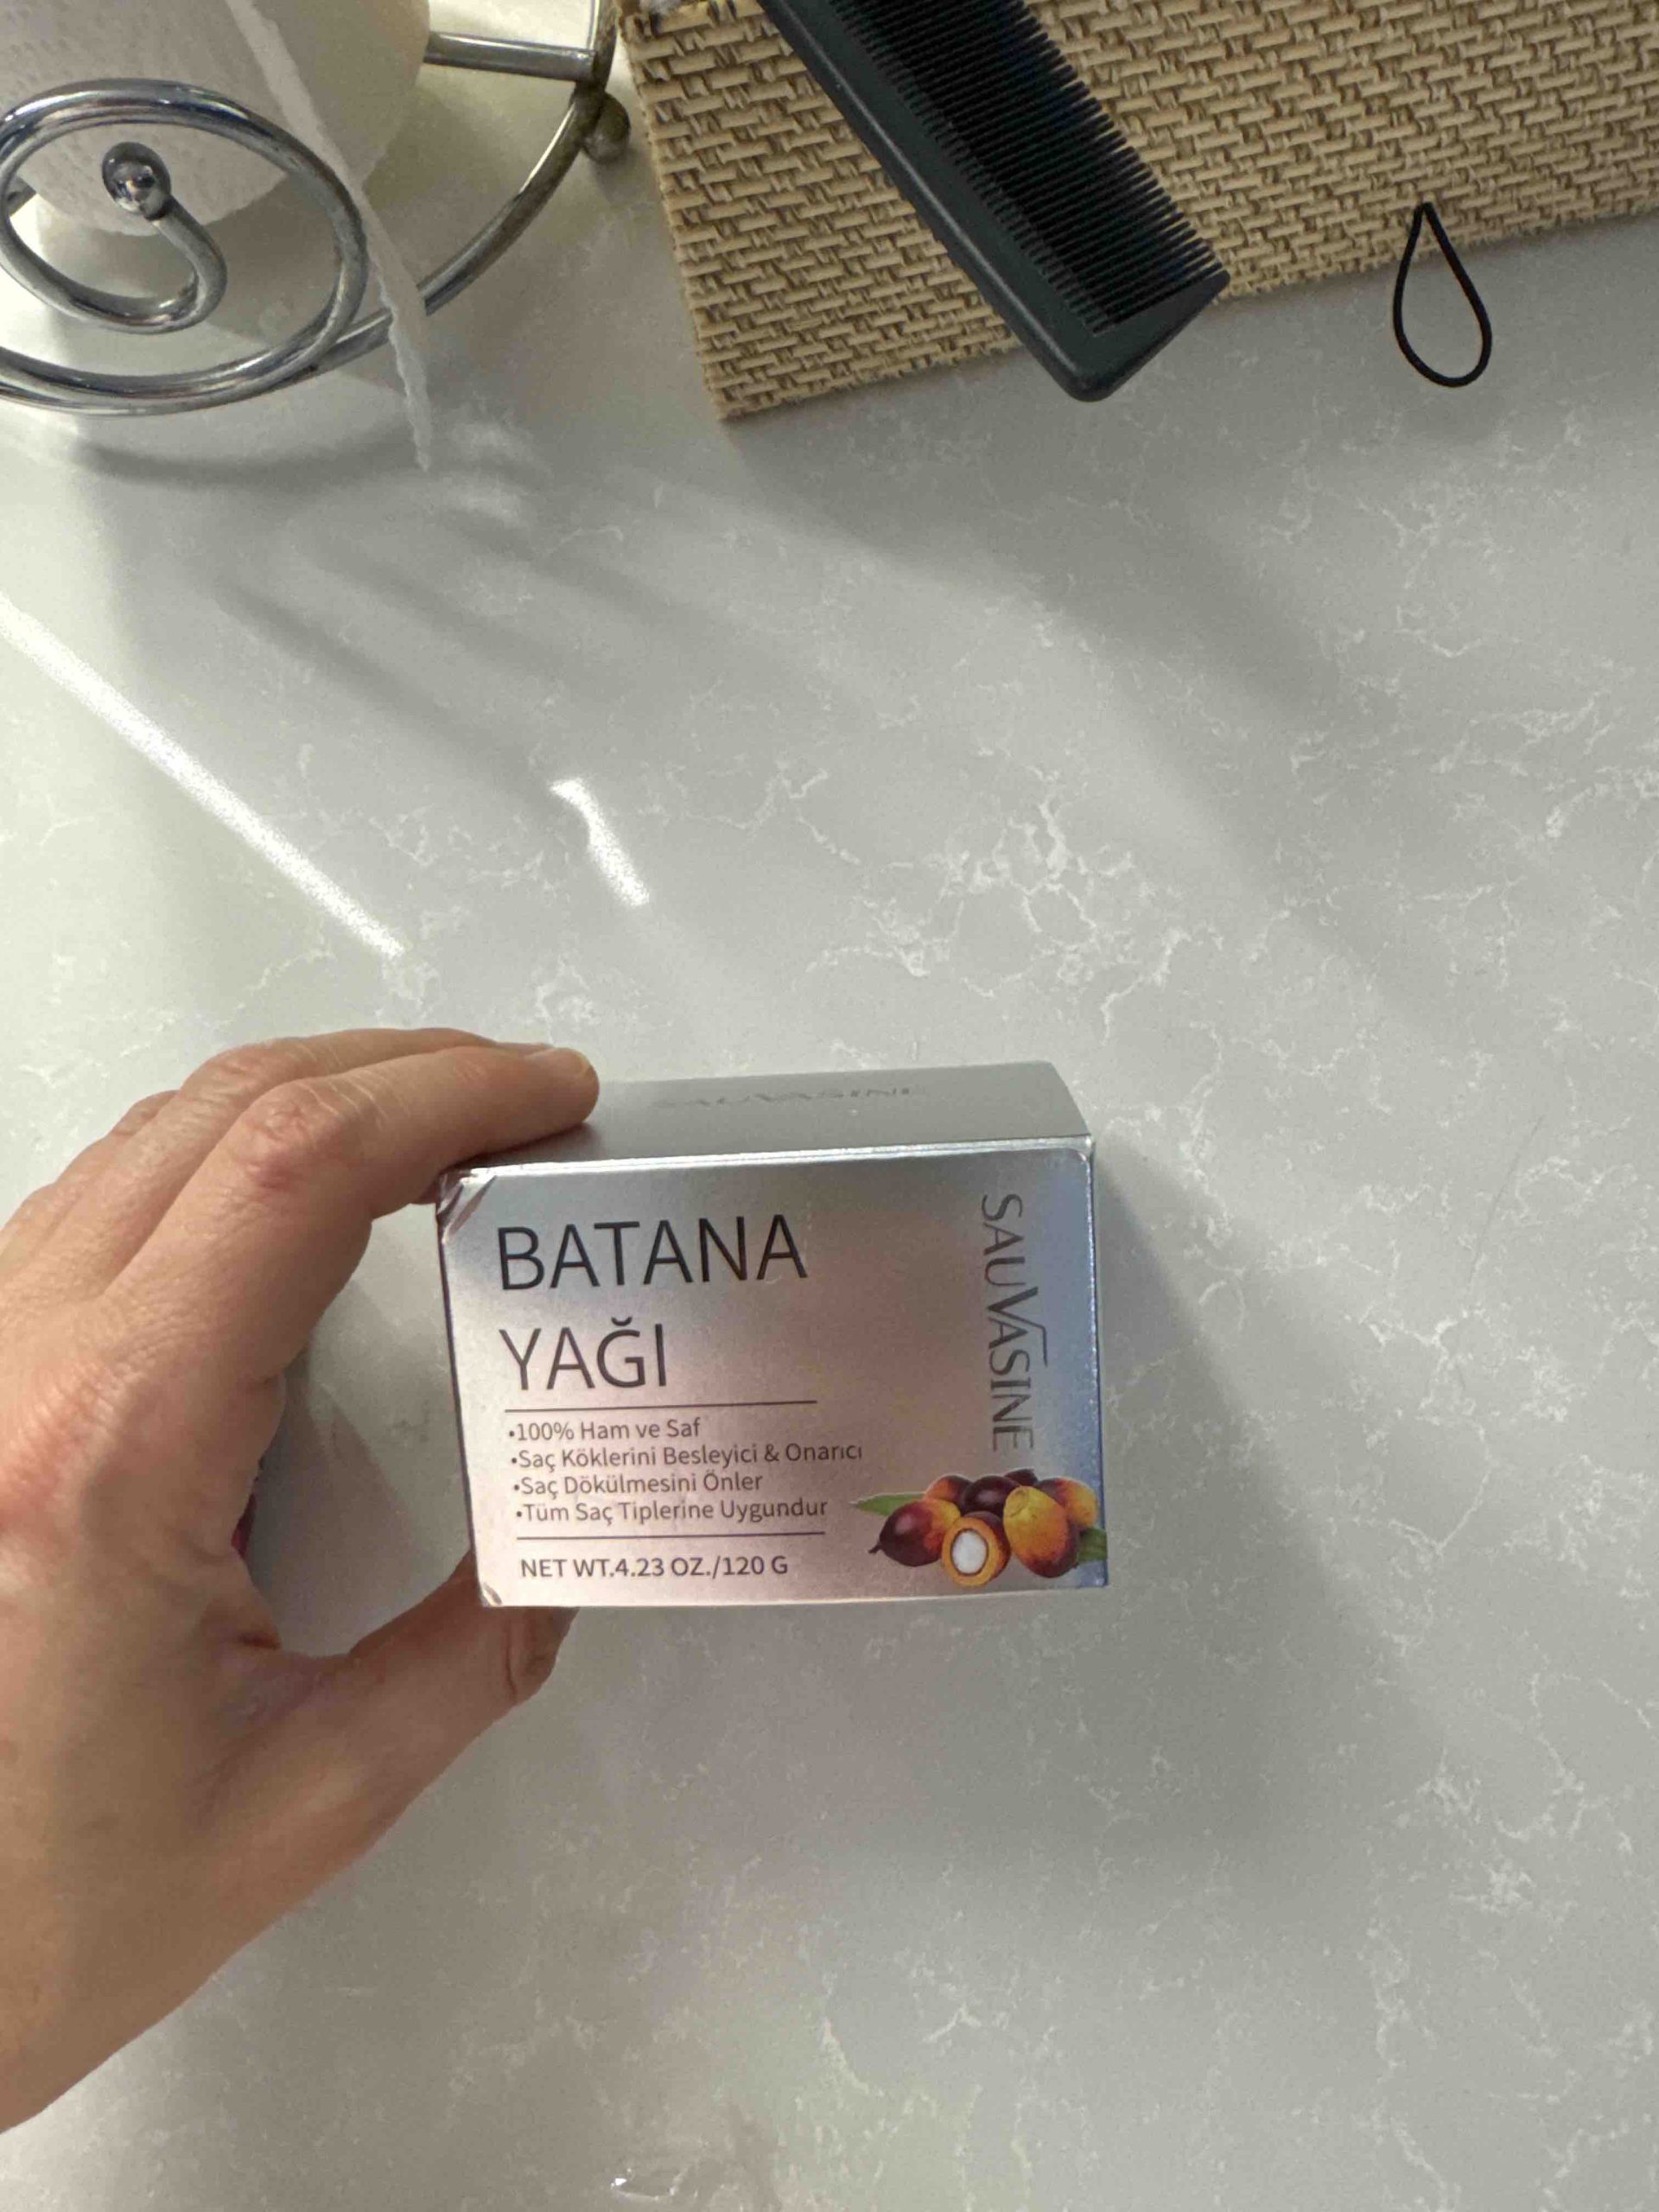 SAUVASINE
BATANA
YAĞI
•100% Ham ve Saf
•Saç Köklerini Besleyici & Onarıcı
•Saç Dökülmesini Önler
•Tüm Saç Tiplerine Uygundur
NET WT.4.23 OZ./120 G
SAUVASINE